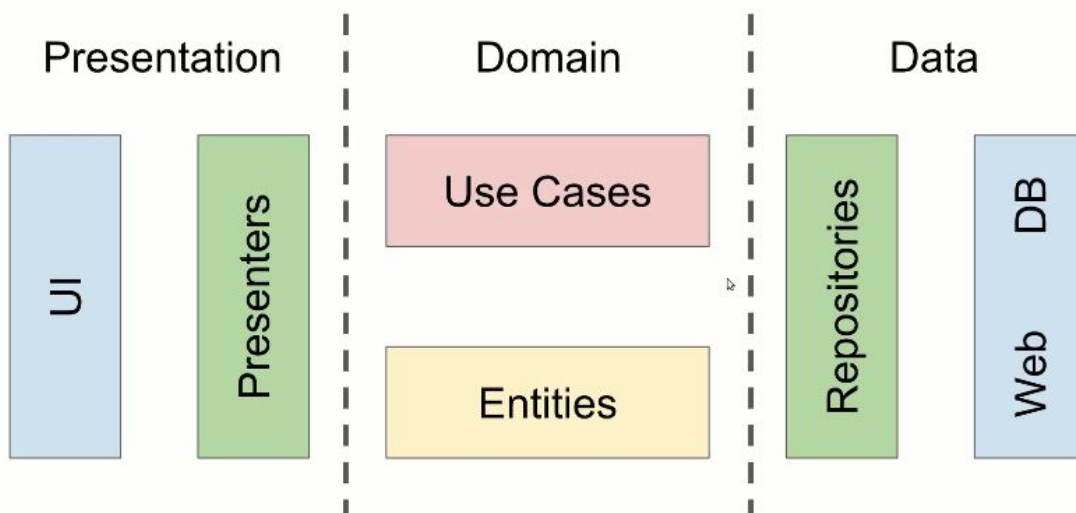 Presentation
Domain
Data
UI
Presenters
Use Cases
Entities
Repositories
Web DB